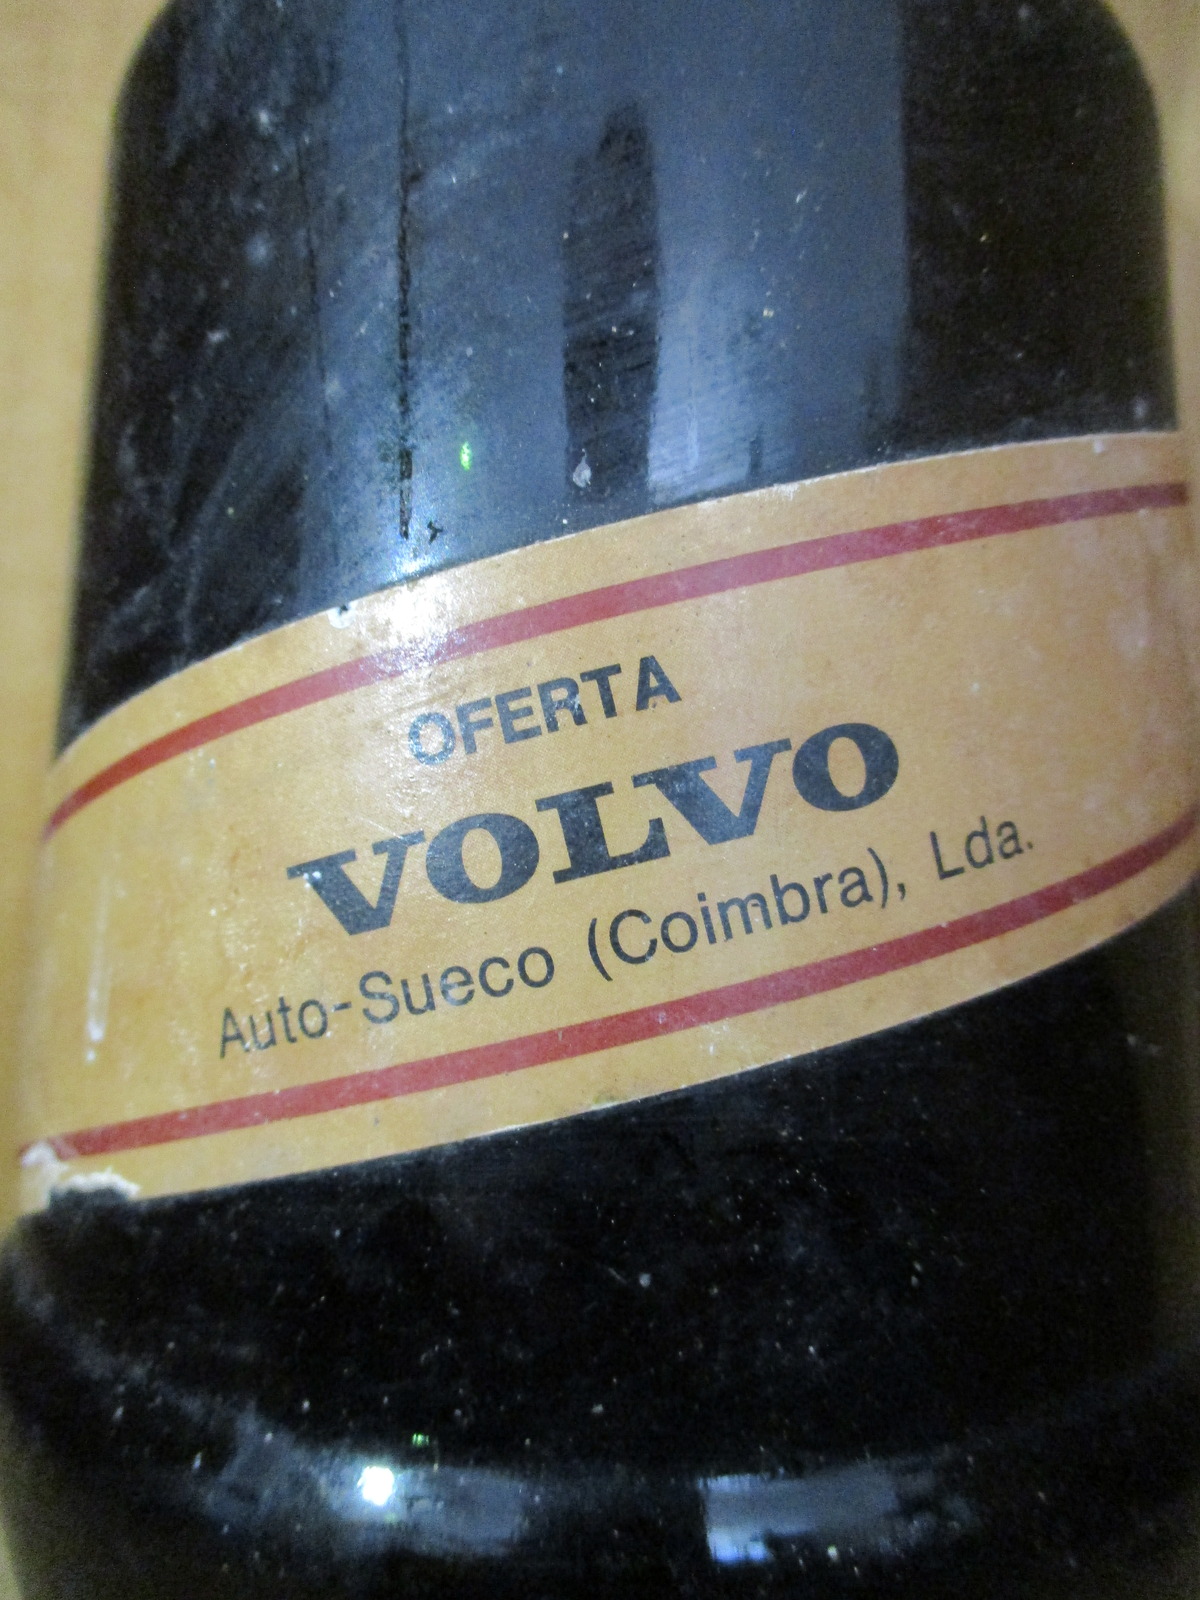 OFERTA
VOLVO
Auto-Sueco (Coimbra), Lda.